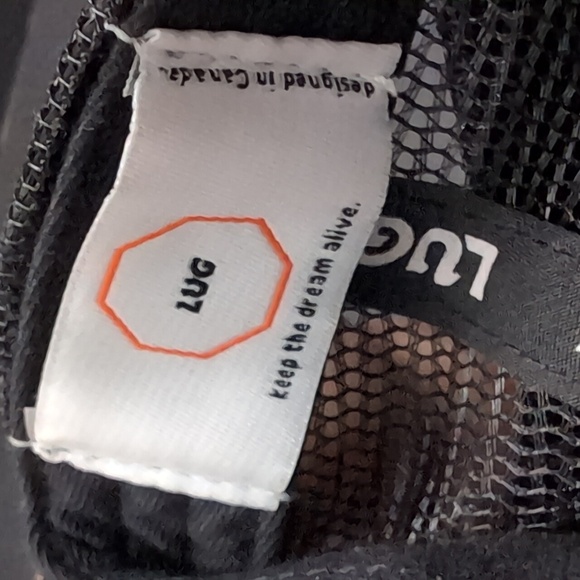 designed in Canada.
LUG
keep the dream alive.
LUG